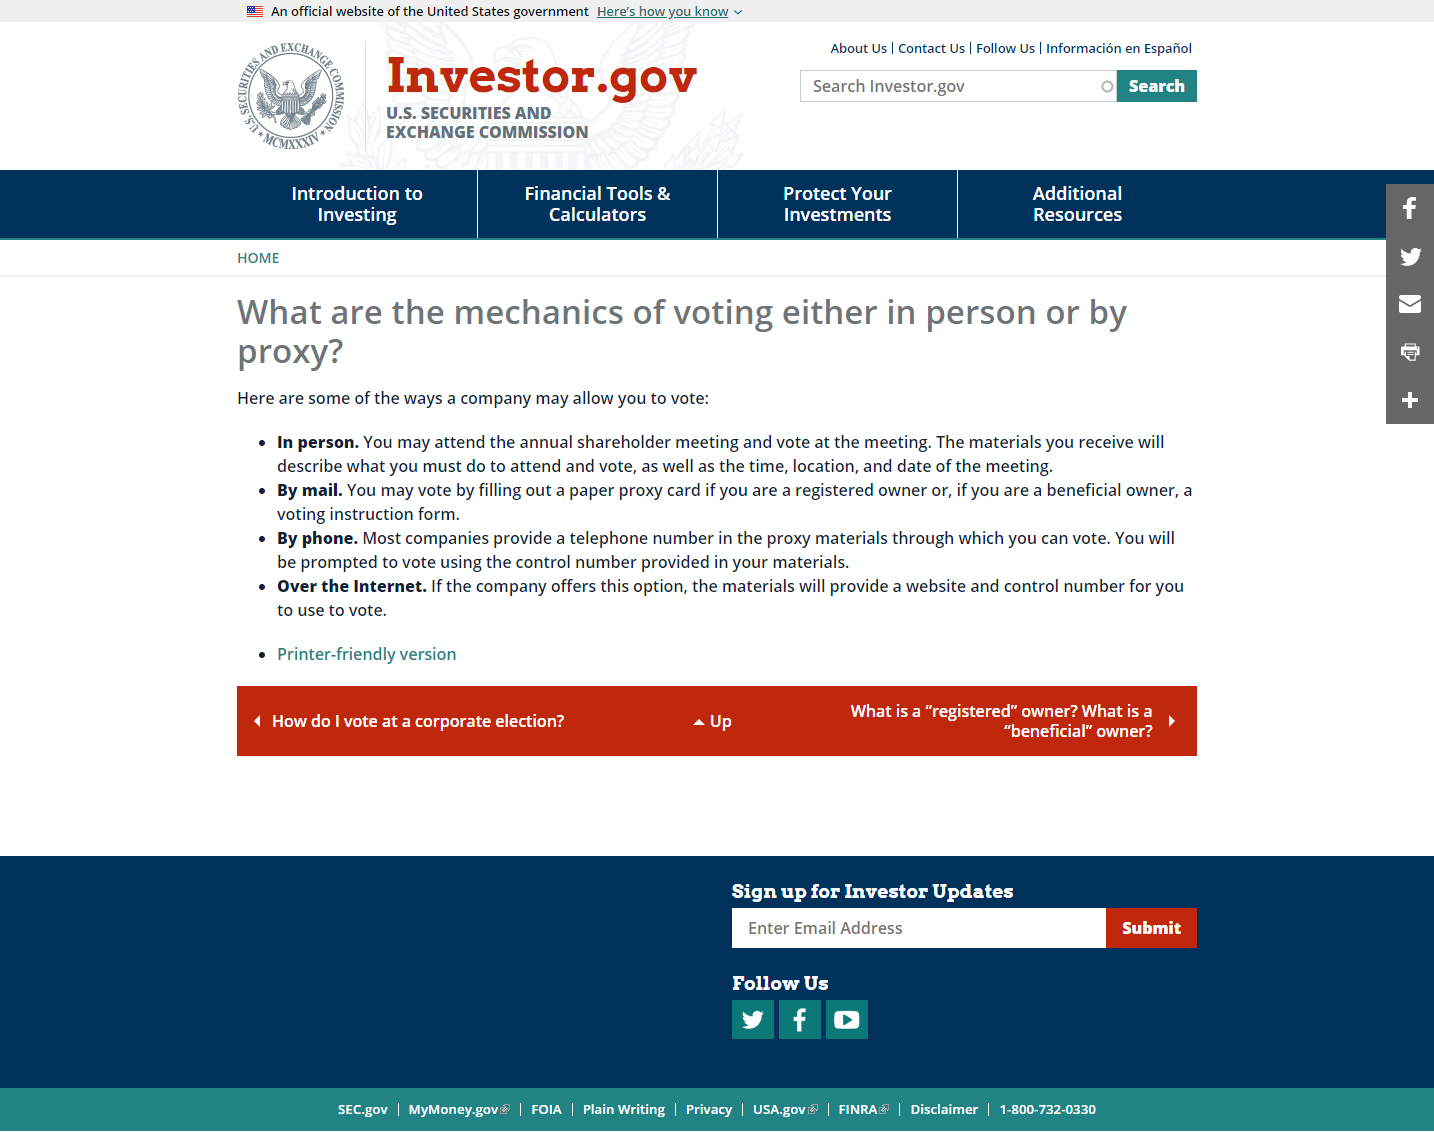 An official website of the United States government Here's how you know
About Us | Contact Us | Follow Us | Información en Español
U.S. SECURITIES AND EXCHANGE COMMISSION
MCMXXXIV
Investor.gov
U.S. SECURITIES AND
EXCHANGE COMMISSION
Search Investor.gov
Search
Introduction to
Investing
Financial Tools &
Calculators
Protect Your
Investments
Additional
Resources
HOME
What are the mechanics of voting either in person or by
proxy?
Here are some of the ways a company may allow you to vote:
• In person. You may attend the annual shareholder meeting and vote at the meeting. The materials you receive will
describe what you must do to attend and vote, as well as the time, location, and date of the meeting.
• By mail. You may vote by filling out a paper proxy card if you are a registered owner or, if you are a beneficial owner, a
voting instruction form.
• By phone. Most companies provide a telephone number in the proxy materials through which you can vote. You will
be prompted to vote using the control number provided in your materials.
• Over the Internet. If the company offers this option, the materials will provide a website and control number for you
to use to vote.
• Printer-friendly version
How do I vote at a corporate election?
Up
What is a “registered” owner? What is a
“beneficial” owner?
Sign up for Investor Updates
Enter Email Address
Submit
Follow Us
SEC.gov | MyMoney.gov | FOIA | Plain Writing | Privacy | USA.gov | FINRA | Disclaimer | 1-800-732-0330